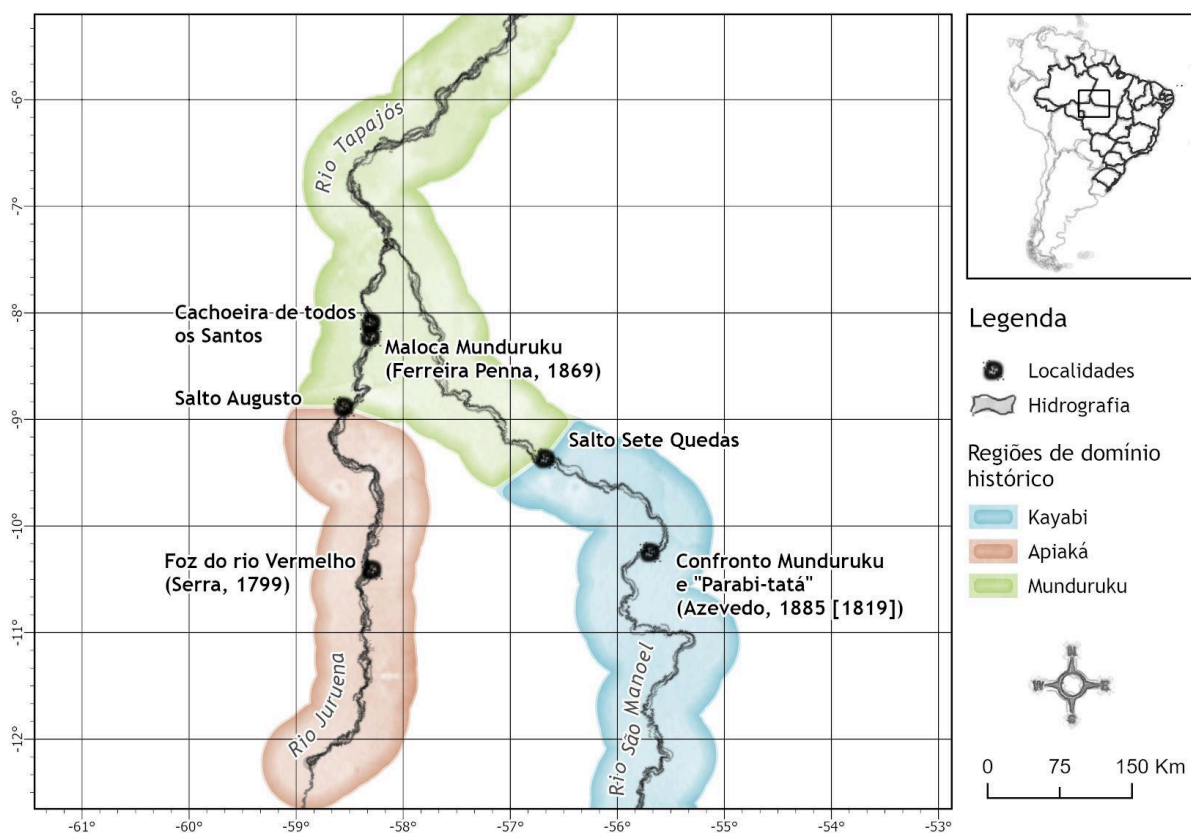 -6°
-7°
-8°
-9°
-10°
-11°
-12°
-61°
-60°
-59°
-58°
-57°
-56°
-55°
-54°
-53°
Rio Tapajós
Cachoeira de todos
os Santos
Maloca Munduruku
(Ferreira Penna, 1869)
Salto Augusto
Salto Sete Quedas
Foz do rio Vermelho
(Serra, 1799)
Confronto Munduruku
e "Parabi-tatá"
(Azevedo, 1885 [1819])
Rio Juruena
Rio São Manoel
Legenda
Localidades
Hidrografia
Regiões de domínio
histórico
Kayabi
Apiaká
Munduruku
0 75 150 Km